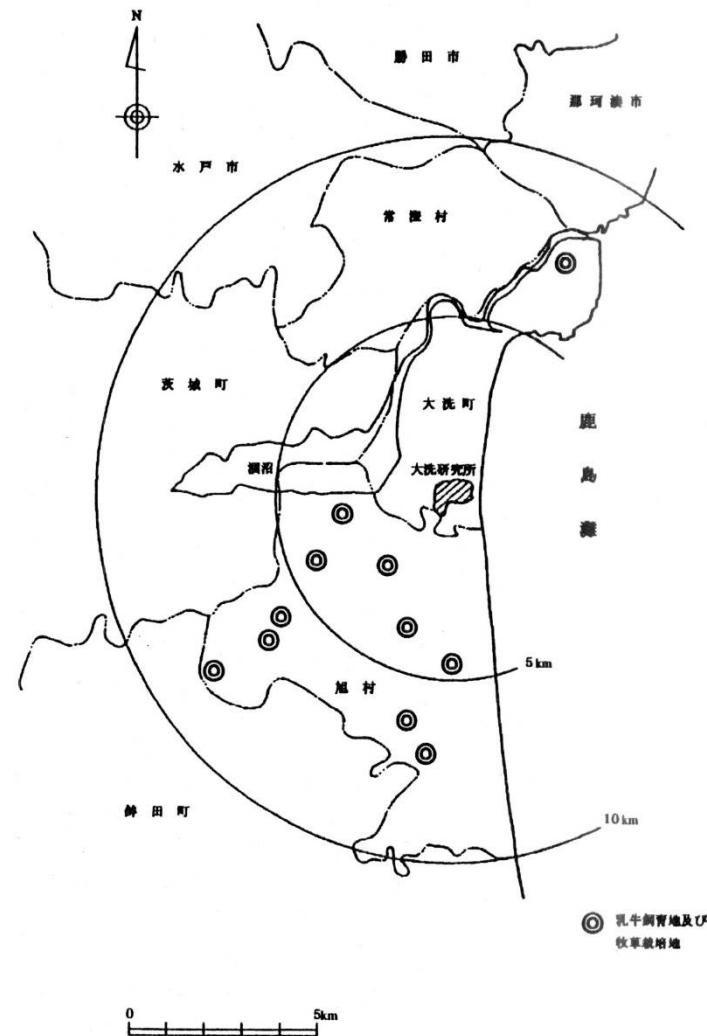 N
勝田市
那珂湊市
水戸市
常澄村
茨城町
大洗町
鹿島灘
涸沼
大洗研究所
5km
旭村
鉾田町
10km
乳牛飼育地及び
牧草栽培地
0 5km